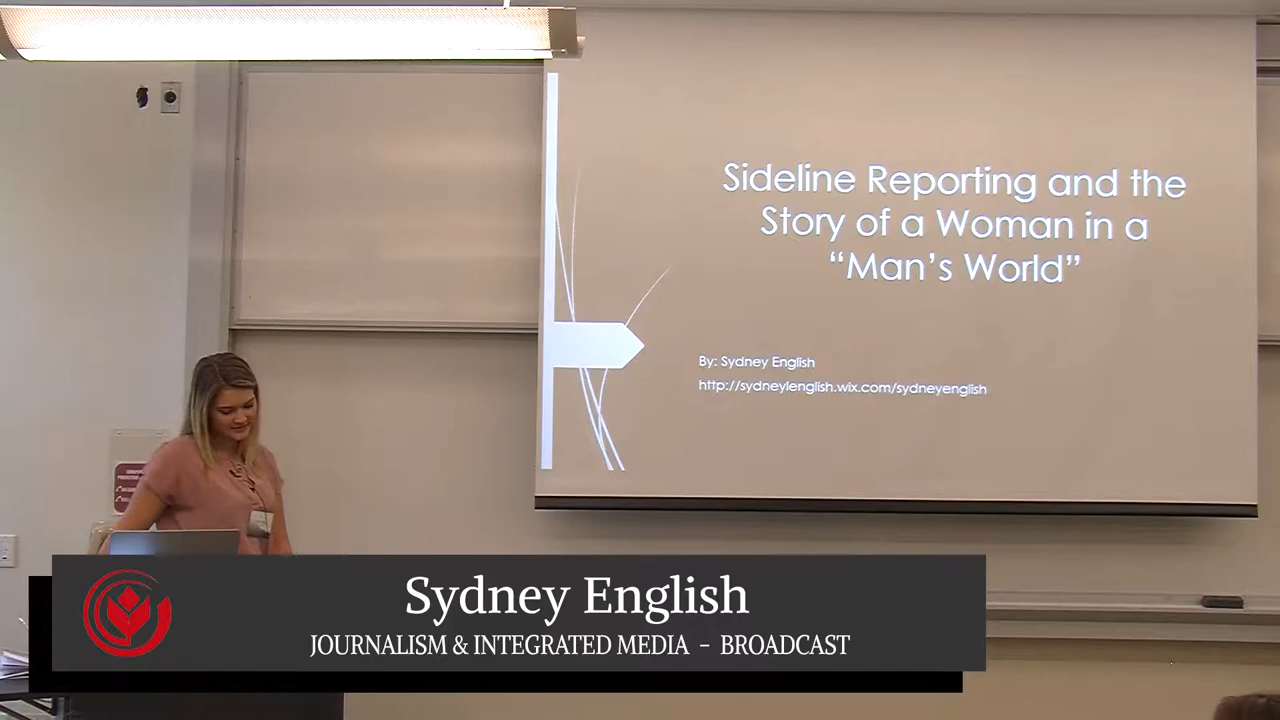 Sideline Reporting and the
Story of a Woman in a
“Man’s World”
By: Sydney English
http://sydneylenglish.wix.com/sydneyenglish
Sydney English
JOURNALISM & INTEGRATED MEDIA – BROADCAST